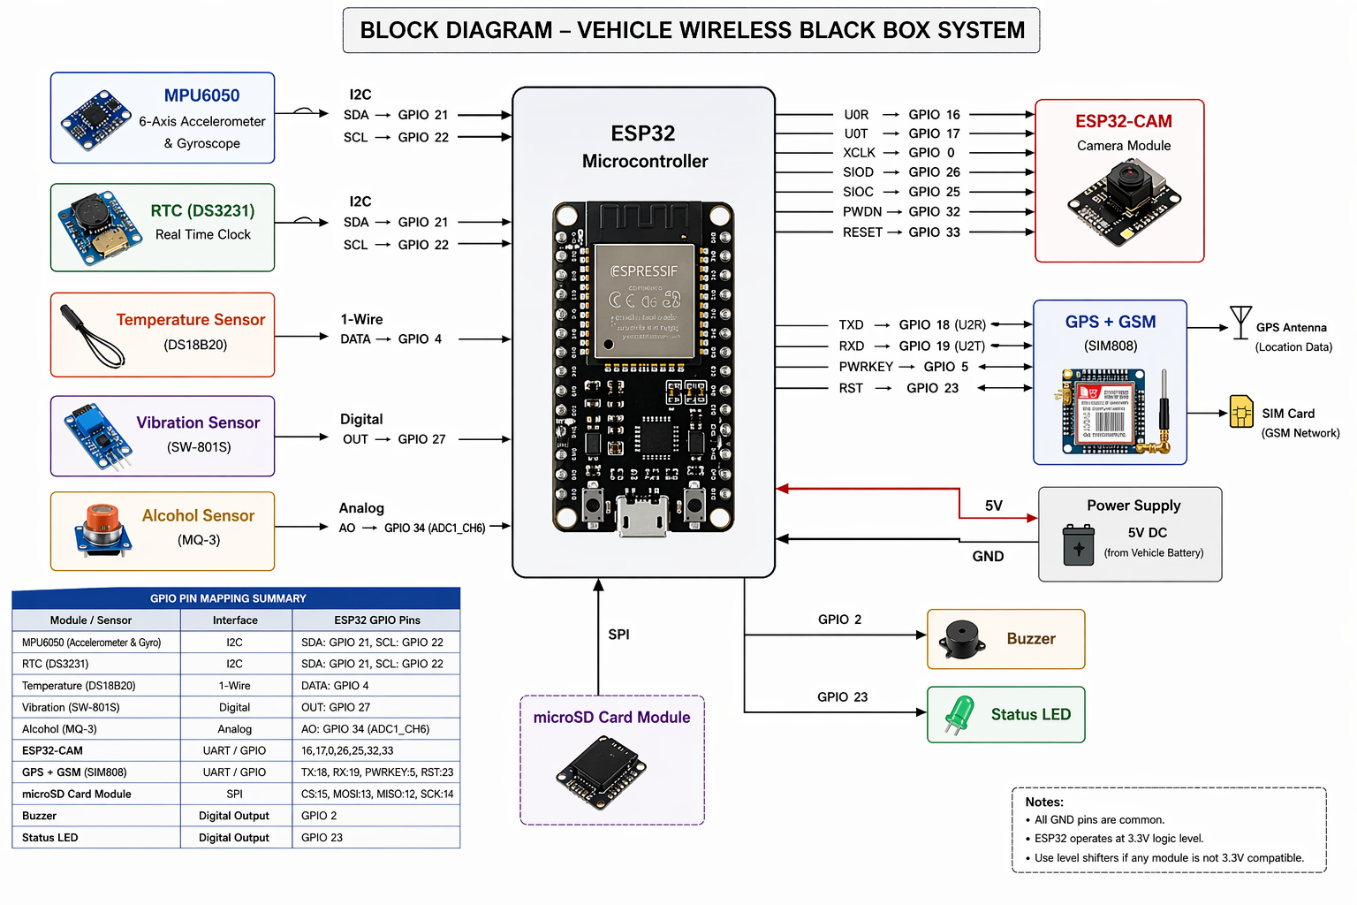 BLOCK DIAGRAM – VEHICLE WIRELESS BLACK BOX SYSTEM
MPU6050
6-Axis Accelerometer
& Gyroscope
I2C
SDA → GPIO 21
SCL → GPIO 22
RTC (DS3231)
Real Time Clock
I2C
SDA → GPIO 21
SCL → GPIO 22
Temperature Sensor
(DS18B20)
1-Wire
DATA → GPIO 4
Vibration Sensor
(SW-801S)
Digital
OUT → GPIO 27
Alcohol Sensor
(MQ-3)
Analog
AO → GPIO 34 (ADC1_CH6)
ESP32
Microcontroller
ESPRESSIF
U0R → GPIO 16
U0T → GPIO 17
XCLK → GPIO 0
SIOD → GPIO 26
SIOC → GPIO 25
PWDN → GPIO 32
RESET → GPIO 33
ESP32-CAM
Camera Module
TXD → GPIO 18 (U2R)
RXD → GPIO 19 (U2T)
PWRKEY → GPIO 5
RST → GPIO 23
GPS + GSM
(SIM808)
GPS Antenna
(Location Data)
SIM Card
(GSM Network)
5V
GND
Power Supply
5V DC
(from Vehicle Battery)
SPI
microSD Card Module
GPIO 2
Buzzer
GPIO 23
Status LED
GPIO PIN MAPPING SUMMARY
Module / Sensor Interface ESP32 GPIO Pins
MPU6050 (Accelerometer & Gyro) I2C SDA: GPIO 21, SCL: GPIO 22
RTC (DS3231) I2C SDA: GPIO 21, SCL: GPIO 22
Temperature (DS18B20) 1-Wire DATA: GPIO 4
Vibration (SW-801S) Digital OUT: GPIO 27
Alcohol (MQ-3) Analog AO: GPIO 34 (ADC1_CH6)
ESP32-CAM UART / GPIO 16,17,0,26,25,32,33
GPS + GSM (SIM808) UART / GPIO TX:18, RX:19, PWRKEY:5, RST:23
microSD Card Module SPI CS:15, MOSI:13, MISO:12, SCK:14
Buzzer Digital Output GPIO 2
Status LED Digital Output GPIO 23
Notes:
• All GND pins are common.
• ESP32 operates at 3.3V logic level.
• Use level shifters if any module is not 3.3V compatible.